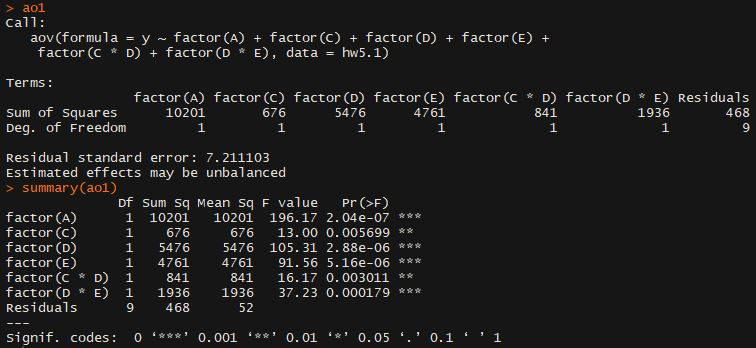 > ao1
Call:
   aov(formula = y ~ factor(A) + factor(C) + factor(D) + factor(E) +
    factor(C * D) + factor(D * E), data = hw5.1)

Terms:
                factor(A) factor(C) factor(D) factor(E) factor(C * D) factor(D * E) Residuals
Sum of Squares      10201       676      5476      4761           841          1936       468
Deg. of Freedom         1         1         1         1             1             1         9

Residual standard error: 7.211103
Estimated effects may be unbalanced
> summary(ao1)
              Df Sum Sq Mean Sq F value   Pr(>F)
factor(A)      1  10201   10201  196.17 2.04e-07 ***
factor(C)      1    676     676   13.00 0.005699 **
factor(D)      1   5476    5476  105.31 2.88e-06 ***
factor(E)      1   4761    4761   91.56 5.16e-06 ***
factor(C * D)  1    841     841   16.17 0.003011 **
factor(D * E)  1   1936    1936   37.23 0.000179 ***
Residuals      9    468      52
---
Signif. codes:  0 ‘***’ 0.001 ‘**’ 0.01 ‘*’ 0.05 ‘.’ 0.1 ‘ ’ 1